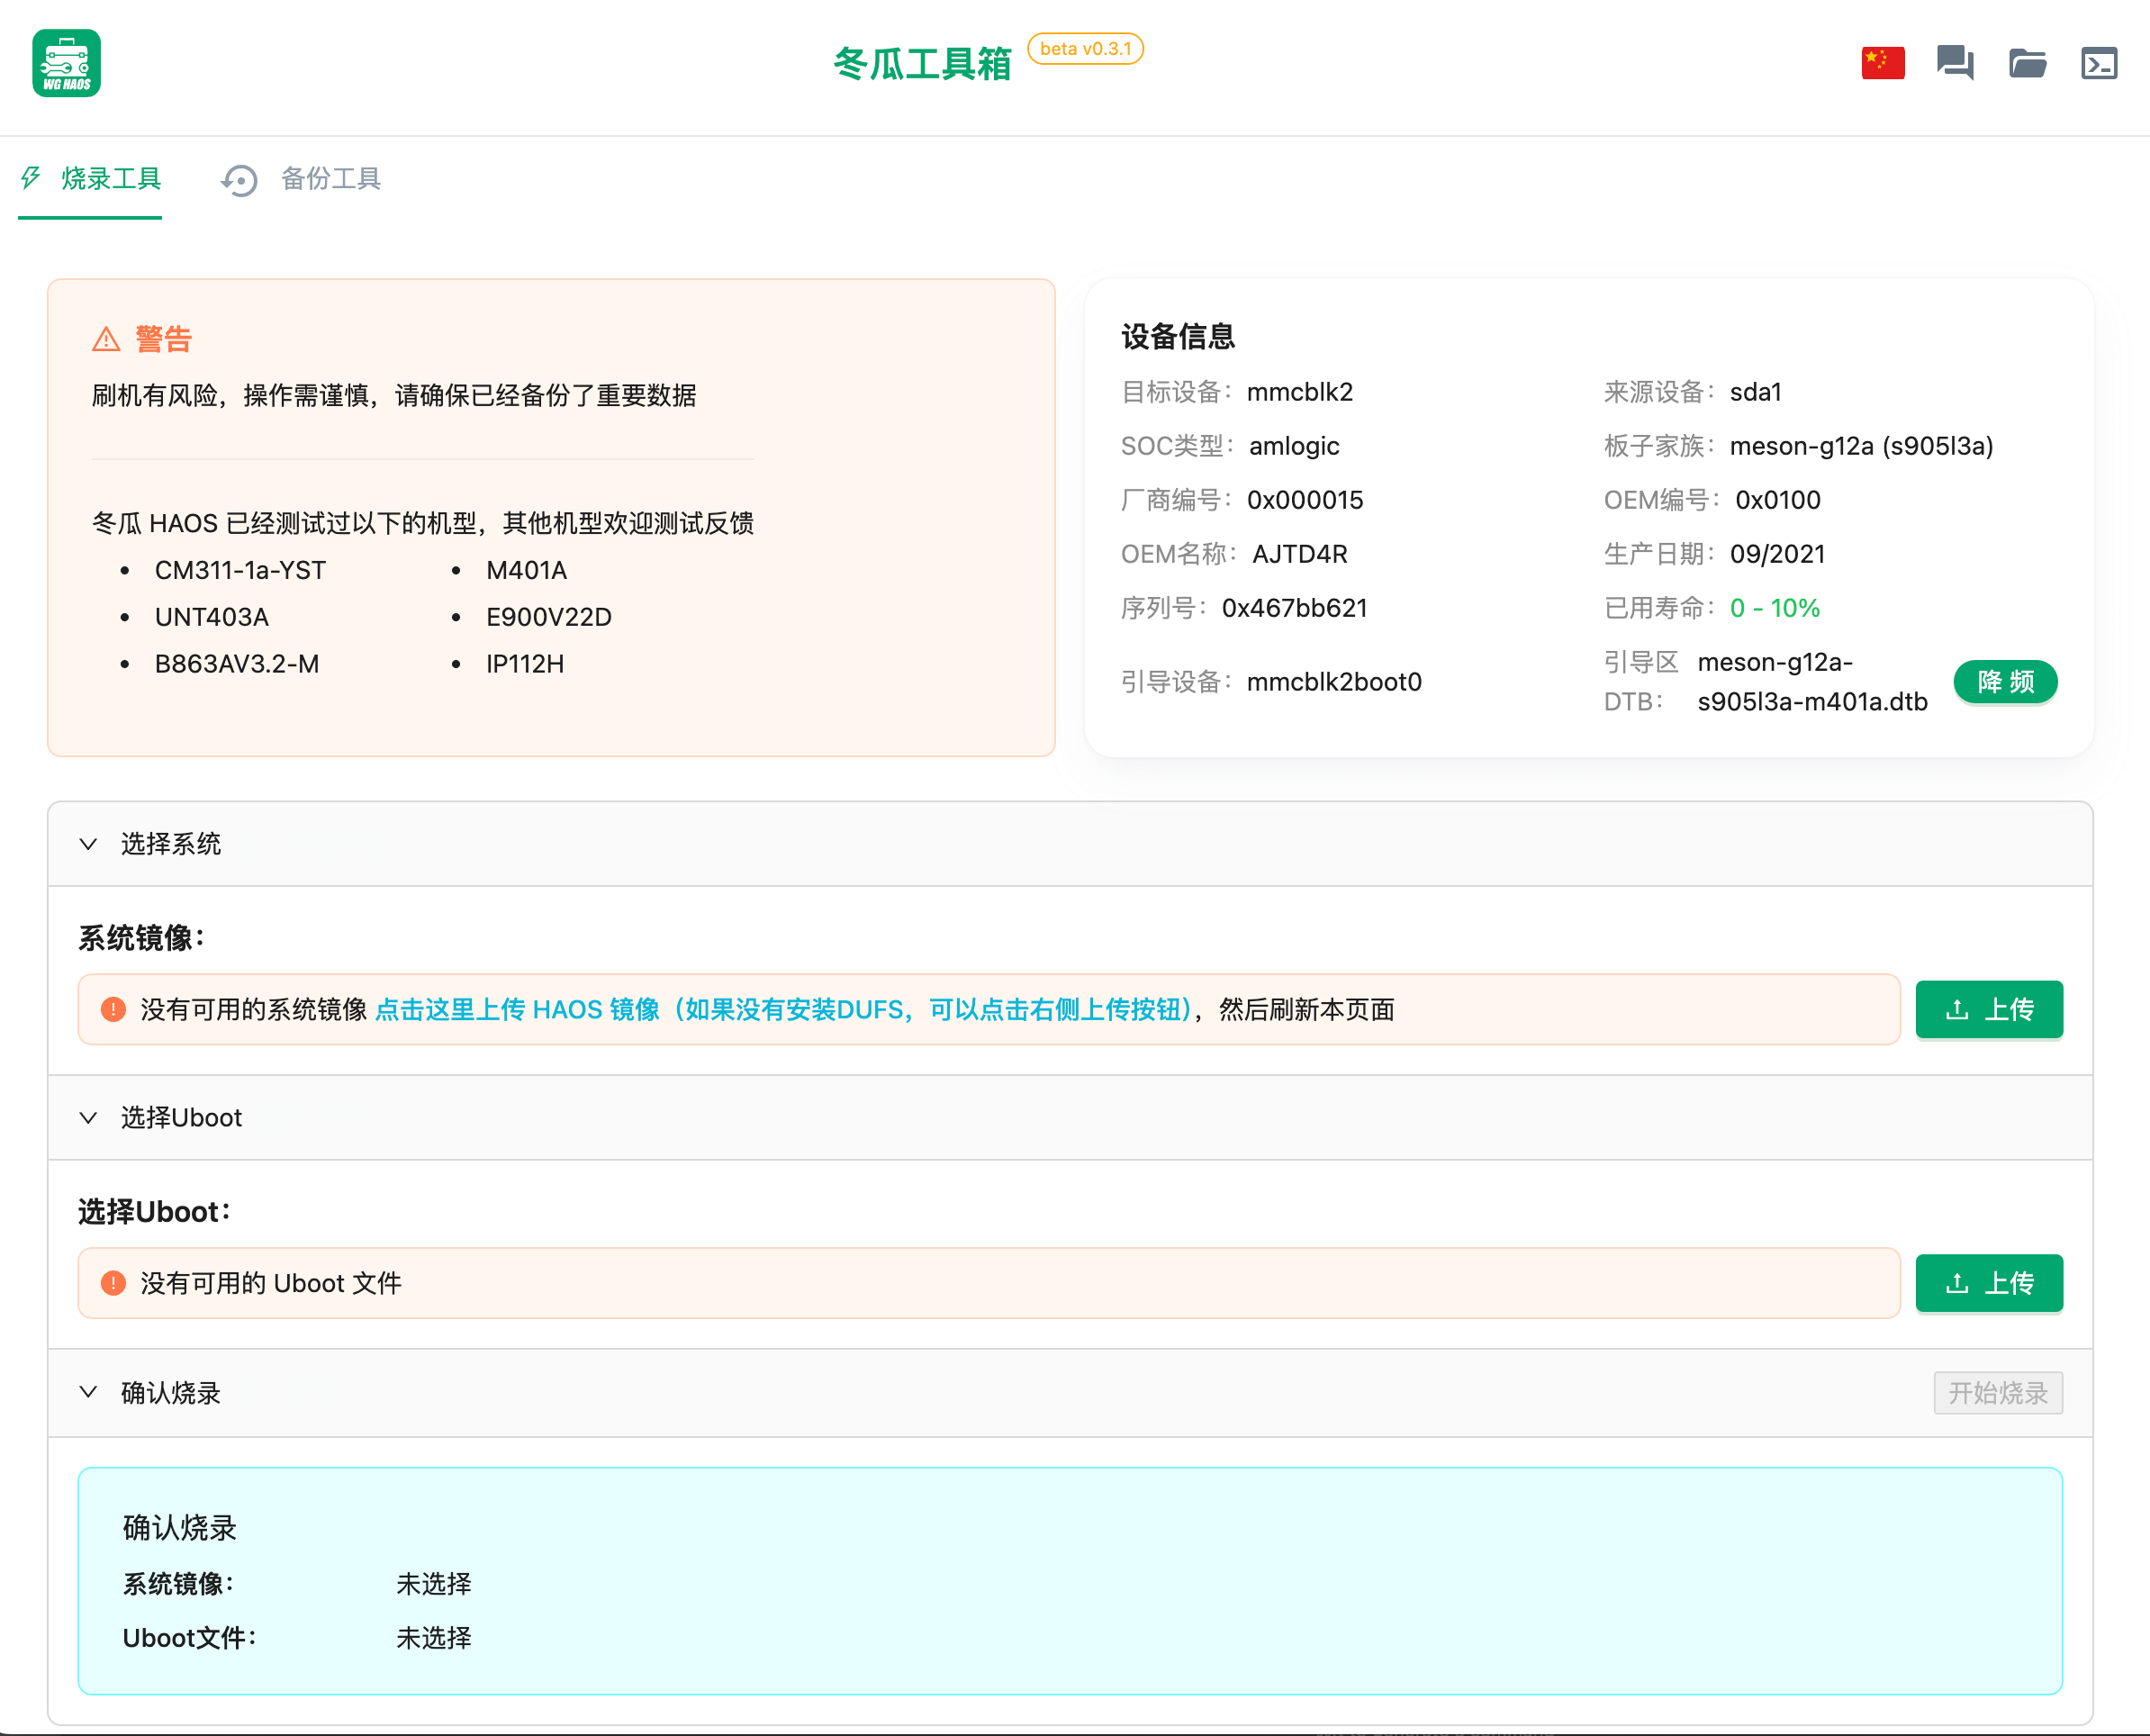 WG HAOS
冬瓜工具箱
beta v0.3.1
烧录工具
备份工具
警告
刷机有风险，操作需谨慎，请确保已经备份了重要数据
冬瓜 HAOS 已经测试过以下的机型，其他机型欢迎测试反馈
CM311-1a-YST
M401A
UNT403A
E900V22D
B863AV3.2-M
IP112H
设备信息
目标设备：mmcblk2
来源设备：sda1
SOC类型：amlogic
板子家族：meson-g12a (s905l3a)
厂商编号：0x000015
OEM编号：0x0100
OEM名称：AJTD4R
生产日期：09/2021
序列号：0x467bb621
已用寿命：0 - 10%
引导设备：mmcblk2boot0
引导区 meson-g12a-
DTB： s905l3a-m401a.dtb
降 频
选择系统
系统镜像：
没有可用的系统镜像 点击这里上传 HAOS 镜像（如果没有安装DUFS，可以点击右侧上传按钮），然后刷新本页面
上传
选择Uboot
选择Uboot：
没有可用的 Uboot 文件
上传
确认烧录
开始烧录
确认烧录
系统镜像： 未选择
Uboot文件： 未选择